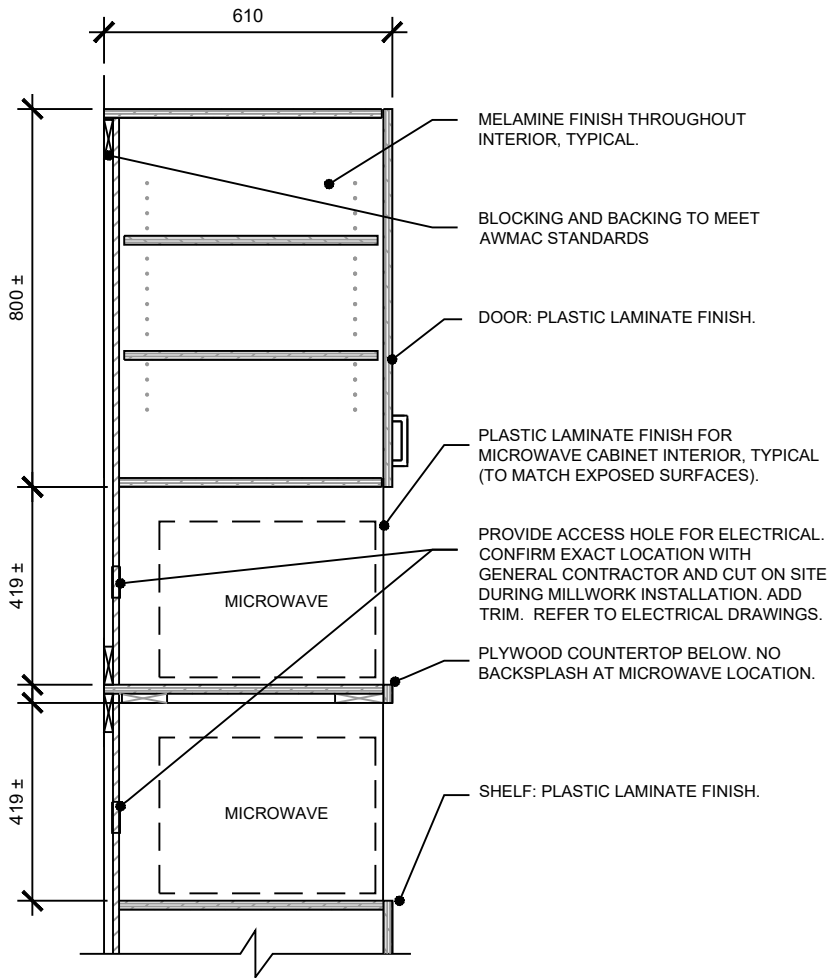 610
MELAMINE FINISH THROUGHOUT
INTERIOR, TYPICAL.
BLOCKING AND BACKING TO MEET
AWMAC STANDARDS
800 ±
DOOR: PLASTIC LAMINATE FINISH.
PLASTIC LAMINATE FINISH FOR
MICROWAVE CABINET INTERIOR, TYPICAL
(TO MATCH EXPOSED SURFACES).
PROVIDE ACCESS HOLE FOR ELECTRICAL.
CONFIRM EXACT LOCATION WITH
GENERAL CONTRACTOR AND CUT ON SITE
DURING MILLWORK INSTALLATION. ADD
TRIM.  REFER TO ELECTRICAL DRAWINGS.
419 ±
MICROWAVE
PLYWOOD COUNTERTOP BELOW. NO
BACKSPLASH AT MICROWAVE LOCATION.
419 ±
MICROWAVE
SHELF: PLASTIC LAMINATE FINISH.